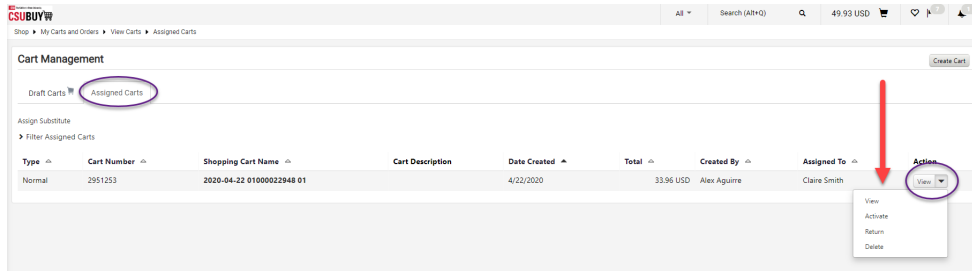 CSUBUY
All
Search (Alt+Q)
49.93 USD
Shop
My Carts and Orders
View Carts
Assigned Carts
Cart Management
Create Cart
Draft Carts
Assigned Carts
Assign Substitute
Filter Assigned Carts
Type Cart Number Shopping Cart Name Cart Description Date Created Total Created By Assigned To Action
Normal 2951253 2020-04-22 01000022948 01 4/22/2020 33.96 USD Alex Aguirre Claire Smith View
View
Activate
Return
Delete